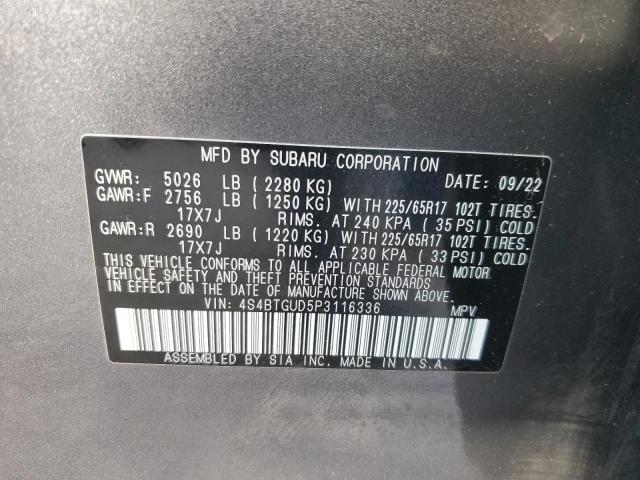 MFD BY SUBARU CORPORATION
GVWR: 5026 LB ( 2280 KG) DATE: 09/22
GAWR:F 2756 LB ( 1250 KG) WITH 225/65R17 102T TIRES.
17X7J RIMS. AT 240 KPA ( 35 PSI) COLD
GAWR:R 2690 LB ( 1220 KG) WITH 225/65R17 102T TIRES.
17X7J RIMS. AT 230 KPA ( 33 PSI) COLD
THIS VEHICLE CONFORMS TO ALL APPLICABLE FEDERAL MOTOR
VEHICLE SAFETY AND THEFT PREVENTION STANDARDS
IN EFFECT ON THE DATE OF MANUFACTURE SHOWN ABOVE.
VIN: 4S4BTGUD5P3116336 MPV
ASSEMBLED BY SIA INC. MADE IN U.S.A.